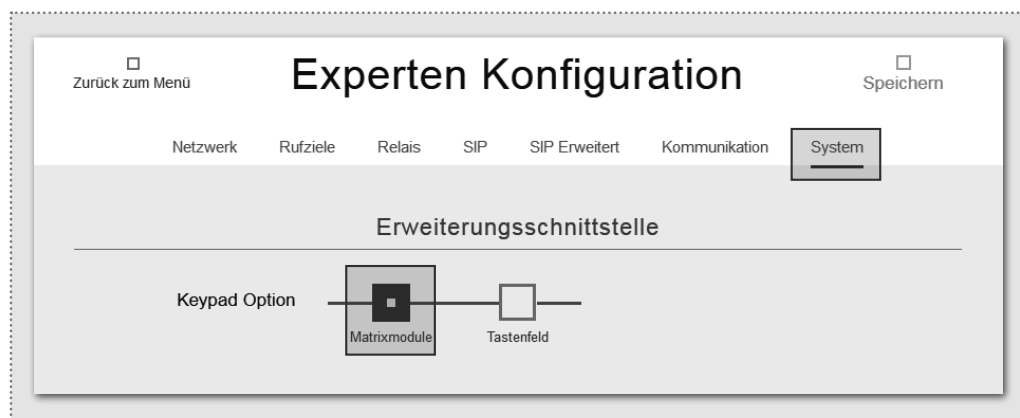 Zurück zum Menü
Experten Konfiguration
Speichern
Netzwerk Rufziele Relais SIP SIP Erweitert Kommunikation System
Erweiterungsschnittstelle
Keypad Option
Matrixmodule Tastenfeld